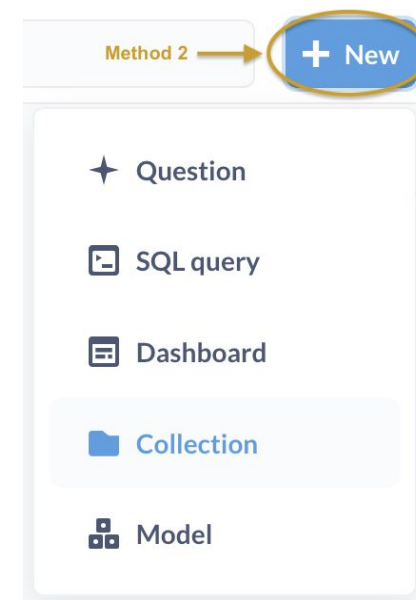 Method 2
+ New
Question
SQL query
Dashboard
Collection
Model